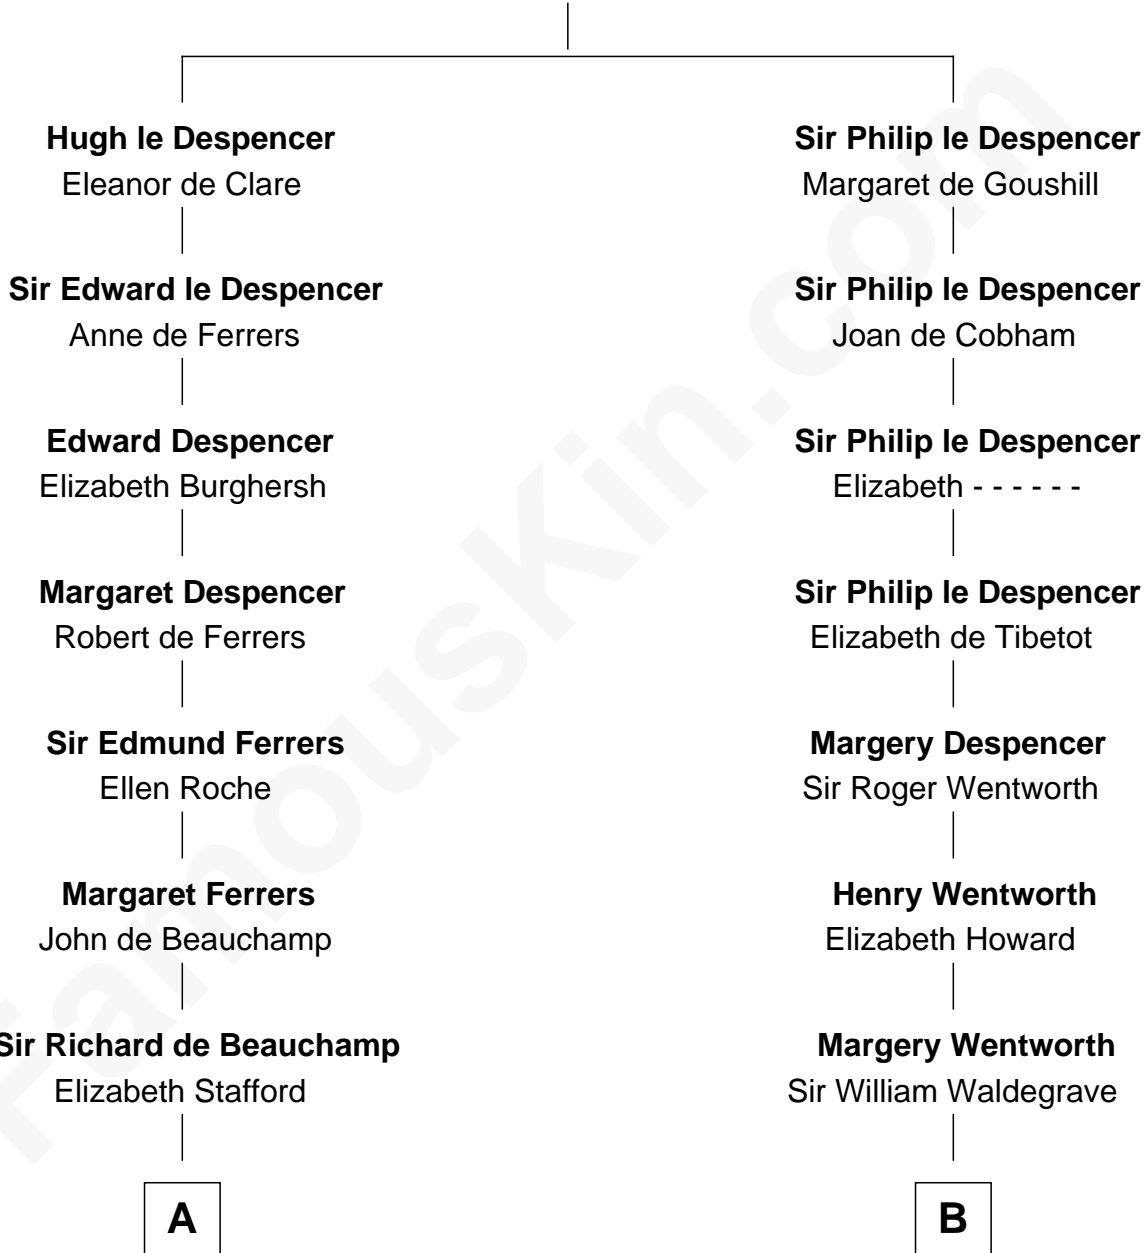 Hugh le Despencer
Eleanor de Clare
Sir Edward le Despencer
Anne de Ferrers
Edward Despencer
Elizabeth Burghersh
Margaret Despencer
Robert de Ferrers
Sir Edmund Ferrers
Ellen Roche
Margaret Ferrers
John de Beauchamp
Sir Richard de Beauchamp
Elizabeth Stafford
A
Sir Philip le Despencer
Margaret de Goushill
Sir Philip le Despencer
Joan de Cobham
Sir Philip le Despencer
Elizabeth - - - - - -
Sir Philip le Despencer
Elizabeth de Tibetot
Margery Despencer
Sir Roger Wentworth
Henry Wentworth
Elizabeth Howard
Margery Wentworth
Sir William Waldegrave
B
FamousKin.com